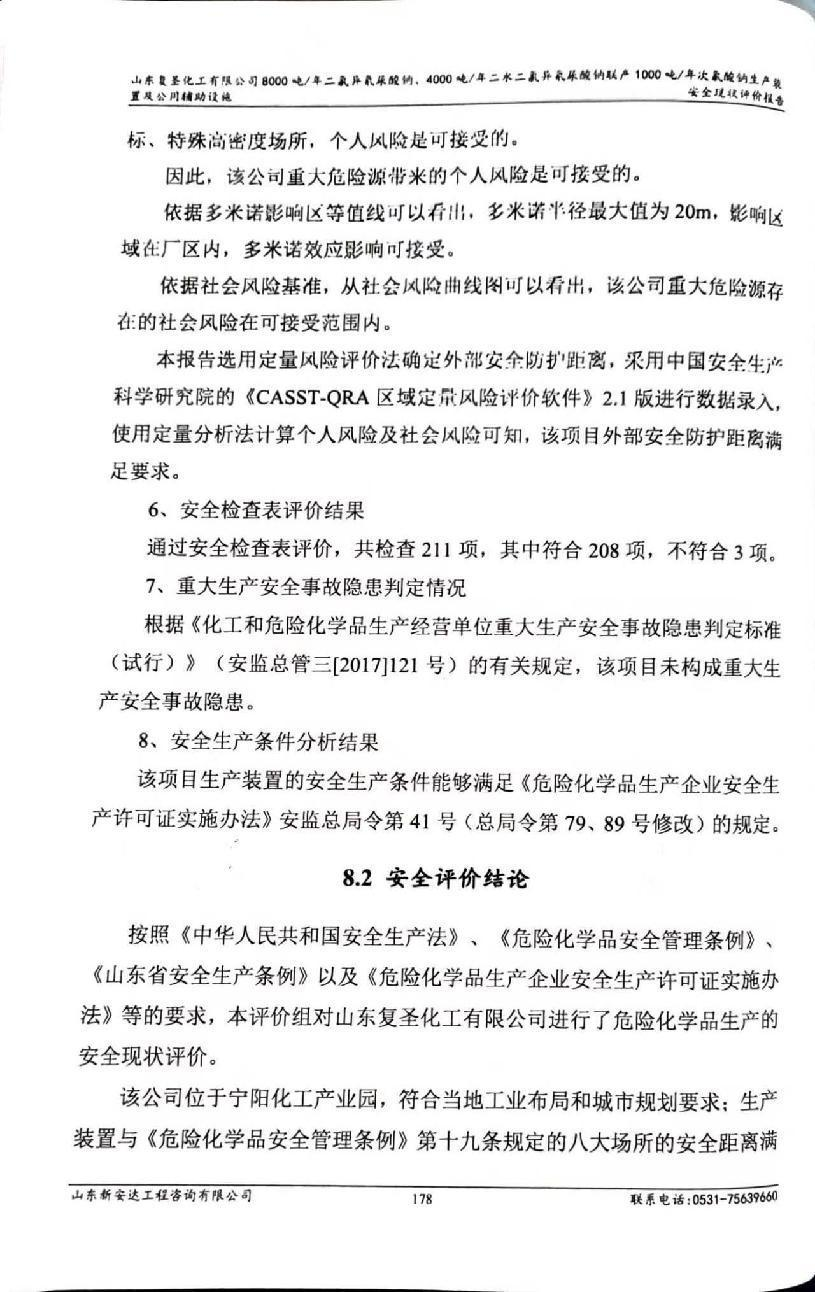 山东复圣化工有限公司8000吨/年二氯异氰尿酸钠、4000吨/年二水二氯异氰尿酸钠联产1000吨/年次氯酸钠生产装
置及公用辅助设施 安全现状评价报告
标、特殊高密度场所，个人风险是可接受的。
因此，该公司重大危险源带来的个人风险是可接受的。
依据多米诺影响区等值线可以看出，多米诺半径最大值为 20m，影响区
域在厂区内，多米诺效应影响可接受。
依据社会风险基准，从社会风险曲线图可以看出，该公司重大危险源存
在的社会风险在可接受范围内。
本报告选用定量风险评价法确定外部安全防护距离，采用中国安全生产
科学研究院的《CASST-QRA 区域定量风险评价软件》2.1 版进行数据录入,
使用定量分析法计算个人风险及社会风险可知，该项目外部安全防护距离满
足要求。
6、安全检查表评价结果
通过安全检查表评价，共检查 211 项，其中符合 208 项，不符合 3 项。
7、重大生产安全事故隐患判定情况
根据《化工和危险化学品生产经营单位重大生产安全事故隐患判定标准
（试行）》（安监总管三[2017]121 号）的有关规定，该项目未构成重大生
产安全事故隐患。
8、安全生产条件分析结果
该项目生产装置的安全生产条件能够满足《危险化学品生产企业安全生
产许可证实施办法》安监总局令第 41 号（总局令第 79、89 号修改）的规定。
8.2 安全评价结论
按照《中华人民共和国安全生产法》、《危险化学品安全管理条例》、
《山东省安全生产条例》以及《危险化学品生产企业安全生产许可证实施办
法》等的要求，本评价组对山东复圣化工有限公司进行了危险化学品生产的
安全现状评价。
该公司位于宁阳化工产业园，符合当地工业布局和城市规划要求；生产
装置与《危险化学品安全管理条例》第十九条规定的八大场所的安全距离满
山东新安达工程咨询有限公司 178 联系电话:0531-75639660